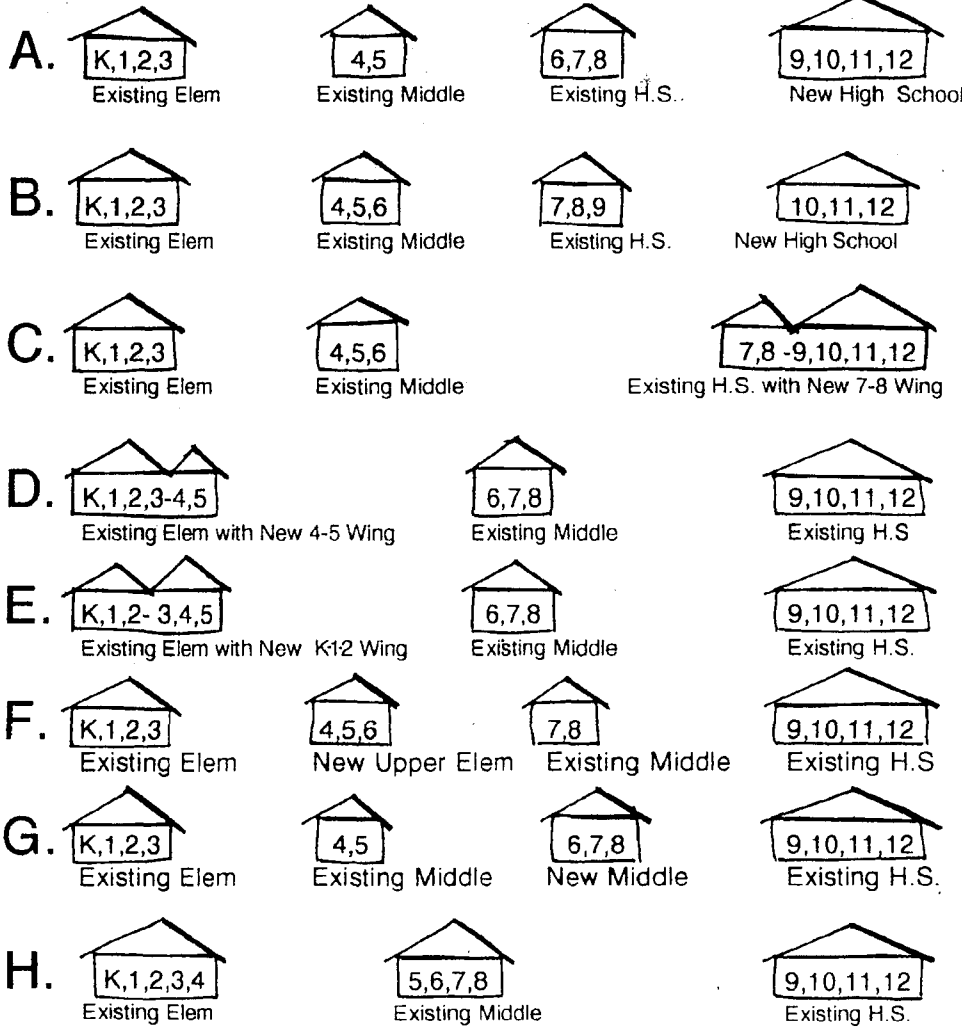 A. K,1,2,3 4,5 6,7,8 9,10,11,12
Existing Elem Existing Middle Existing H.S. New High School
B. K,1,2,3 4,5,6 7,8,9 10,11,12
Existing Elem Existing Middle Existing H.S. New High School
C. K,1,2,3 4,5,6 7,8 -9,10,11,12
Existing Elem Existing Middle Existing H.S. with New 7-8 Wing
D. K,1,2,3-4,5 6,7,8 9,10,11,12
Existing Elem with New 4-5 Wing Existing Middle Existing H.S
E. K,1,2- 3,4,5 6,7,8 9,10,11,12
Existing Elem with New K-1-2 Wing Existing Middle Existing H.S.
F. K,1,2,3 4,5,6 7,8 9,10,11,12
Existing Elem New Upper Elem Existing Middle Existing H.S
G. K,1,2,3 4,5 6,7,8 9,10,11,12
Existing Elem Existing Middle New Middle Existing H.S.
H. K,1,2,3,4 5,6,7,8 9,10,11,12
Existing Elem Existing Middle Existing H.S.